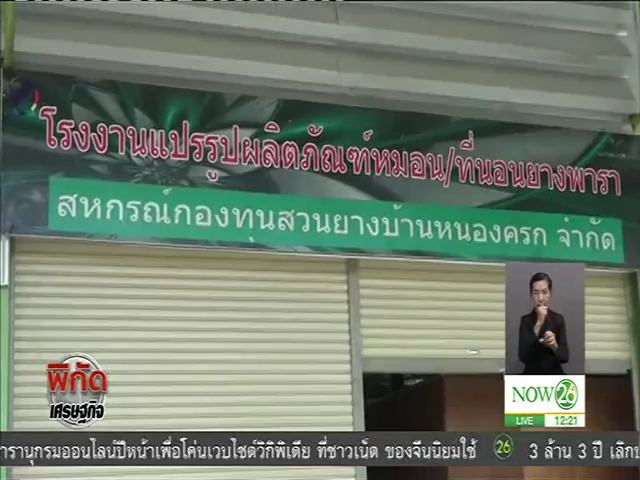 โรงงานแปรรูปผลิตภัณฑ์หมอน/ที่นอนยางพารา
สหกรณ์กองทุนสวนยางบ้านหนองครก จำกัด
พิกัด
เศรษฐกิจ
NOW26
LIVE 12:21
ารานุกรมออนไลน์ปีหน้าเพื่อโค่นเวบไซด์วิกิพีเดีย ที่ชาวเน็ต ของจีนนิยมใช้ 26 3 ล้าน 3 ปี เลิกบ